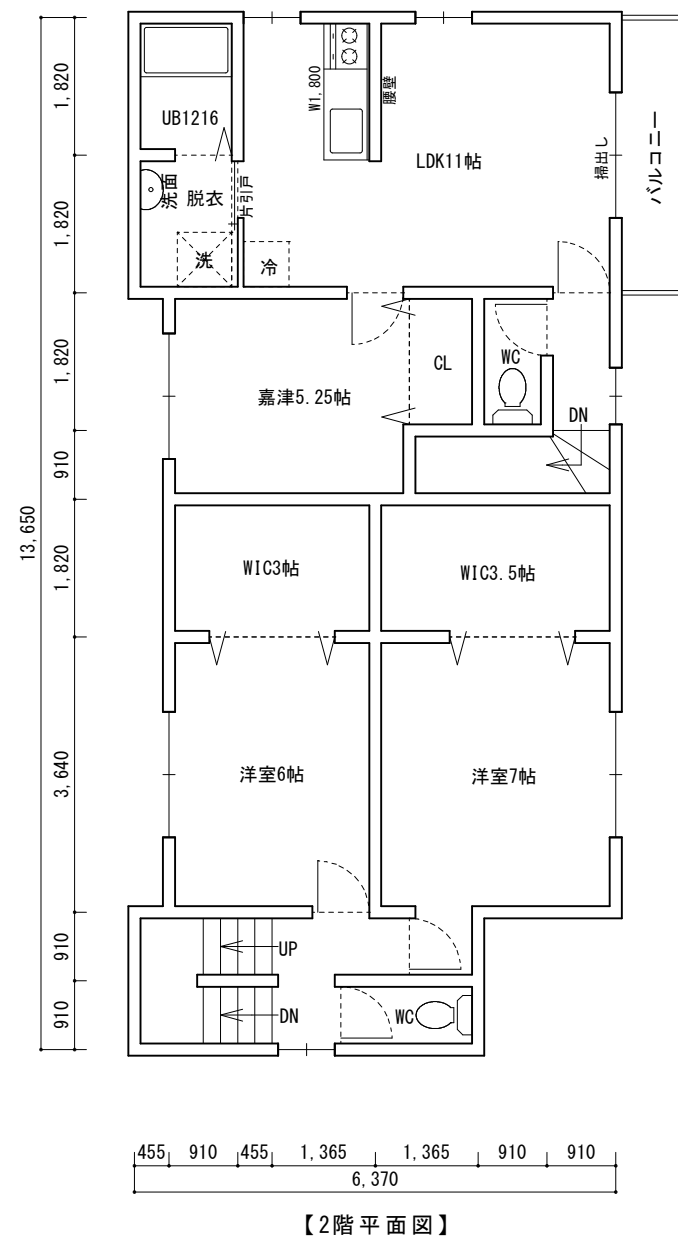 UB1216
W1,800
腰壁
LDK11帖
掃出し
バルコニー
洗面
脱衣
片引戸
洗
冷
嘉津5.25帖
CL
WC
DN
WIC3帖
WIC3.5帖
洋室6帖
洋室7帖
UP
DN
WC
13,650
1,820
1,820
1,820
910
1,820
3,640
910
910
455
910
455
1,365
1,365
910
910
6,370
【2階平面図】